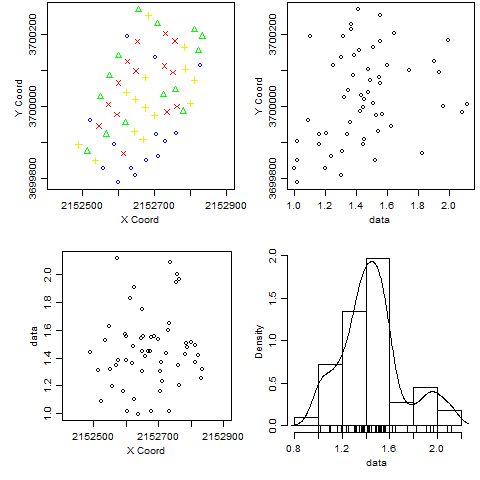 3700200
3700000
3699800
Y Coord
2152500 2152700 2152900
X Coord
3700200
3700000
3699800
Y Coord
1.0 1.2 1.4 1.6 1.8 2.0
data
2.0
1.8
1.6
1.4
1.2
1.0
data
2152500 2152700 2152900
X Coord
2.0
1.5
1.0
0.5
0.0
Density
0.8 1.2 1.6 2.0
data